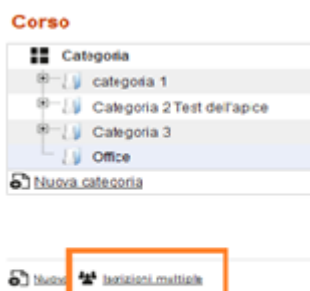 Corso
Categoria
categoria 1
Categoria 2 Test dell'apice
Categoria 3
Office
Nuova categoria
Nuovo Iscrizioni multiple